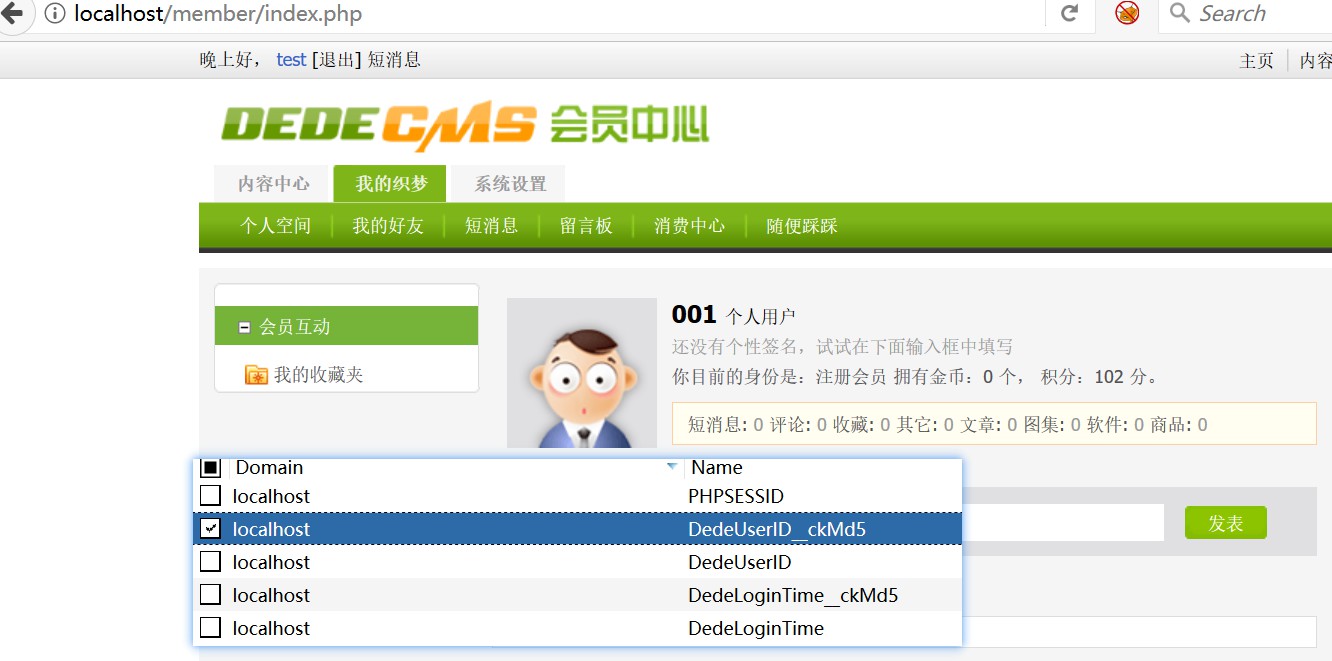 localhost/member/index.php
Search
晚上好， test [退出] 短消息
主页 内容
DEDECMS 会员中心
内容中心 我的织梦 系统设置
个人空间 我的好友 短消息 留言板 消费中心 随便踩踩
会员互动
我的收藏夹
001 个人用户
还没有个性签名，试试在下面输入框中填写
你目前的身份是：注册会员 拥有金币：0 个， 积分：102 分。
短消息: 0 评论: 0 收藏: 0 其它: 0 文章: 0 图集: 0 软件: 0 商品: 0
发表
Domain Name
localhost PHPSESSID
localhost DedeUserID__ckMd5
localhost DedeUserID
localhost DedeLoginTime__ckMd5
localhost DedeLoginTime